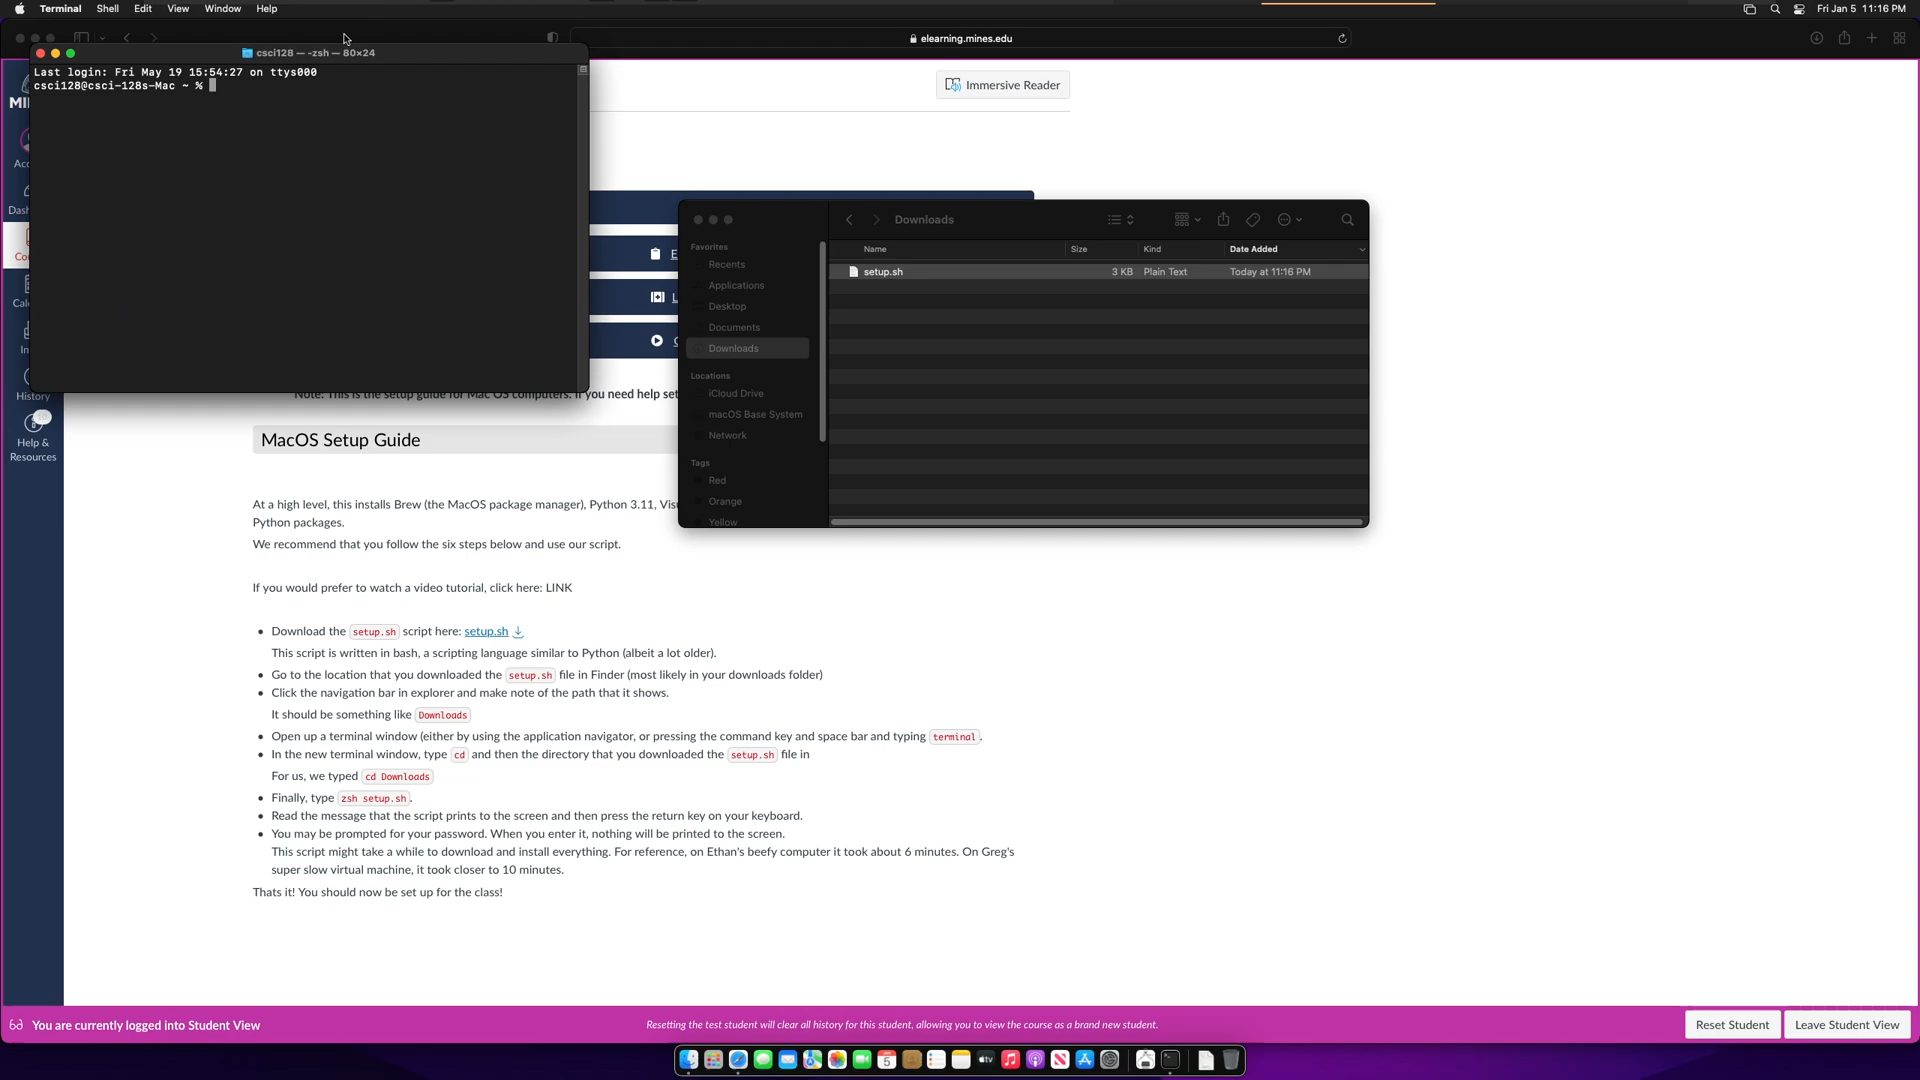 Terminal Shell Edit View Window Help
Fri Jan 5 11:16 PM
elearning.mines.edu
csci128 — -zsh — 80×24
Last login: Fri May 19 15:54:27 on ttys000
csci128@csci-128s-Mac ~ %
Immersive Reader
Downloads
Name Size Kind Date Added
setup.sh 3 KB Plain Text Today at 11:16 PM
Favorites
Recents
Applications
Desktop
Documents
Downloads
Locations
iCloud Drive
macOS Base System
Network
Tags
Red
Orange
Yellow
History
Help &
Resources
Note: This is the setup guide for Mac OS computers. If you need help set
MacOS Setup Guide
At a high level, this installs Brew (the MacOS package manager), Python 3.11, Visu
Python packages.
We recommend that you follow the six steps below and use our script.
If you would prefer to watch a video tutorial, click here: LINK
• Download the setup.sh script here: setup.sh
This script is written in bash, a scripting language similar to Python (albeit a lot older).
• Go to the location that you downloaded the setup.sh file in Finder (most likely in your downloads folder)
• Click the navigation bar in explorer and make note of the path that it shows.
It should be something like Downloads
• Open up a terminal window (either by using the application navigator, or pressing the command key and space bar and typing terminal.
• In the new terminal window, type cd and then the directory that you downloaded the setup.sh file in
For us, we typed cd Downloads
• Finally, type zsh setup.sh.
• Read the message that the script prints to the screen and then press the return key on your keyboard.
• You may be prompted for your password. When you enter it, nothing will be printed to the screen.
This script might take a while to download and install everything. For reference, on Ethan's beefy computer it took about 6 minutes. On Greg's
super slow virtual machine, it took closer to 10 minutes.
Thats it! You should now be set up for the class!
You are currently logged into Student View
Resetting the test student will clear all history for this student, allowing you to view the course as a brand new student.
Reset Student
Leave Student View